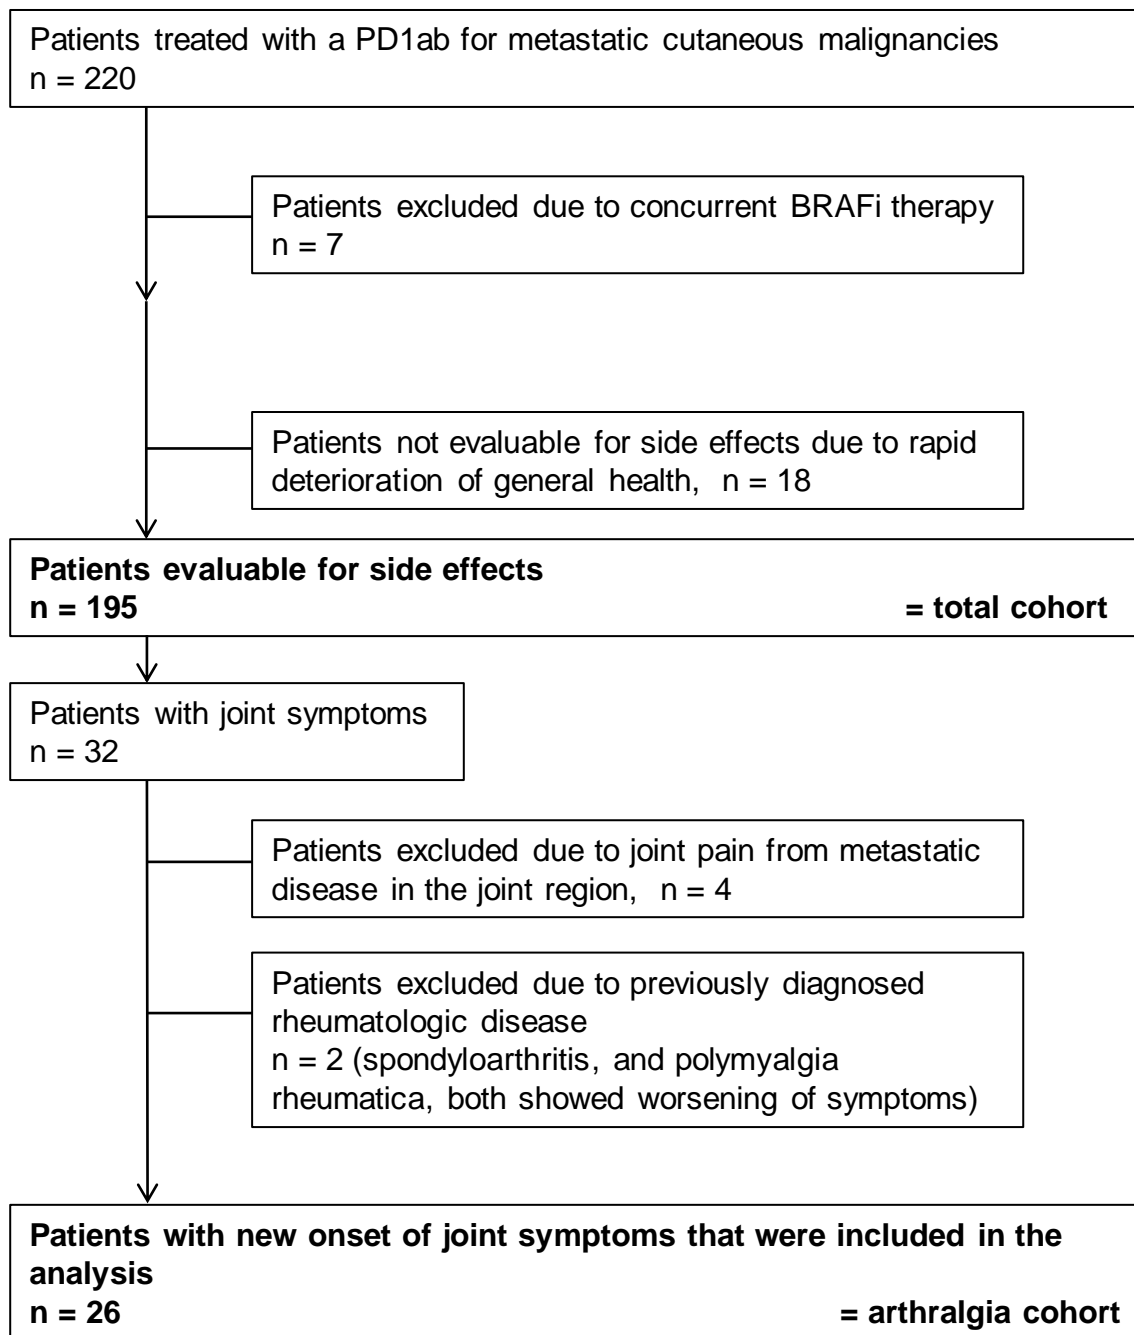 Patients treated with a PD1ab for metastatic cutaneous malignancies
n = 220
Patients excluded due to concurrent BRAFi therapy
n = 7
Patients not evaluable for side effects due to rapid
deterioration of general health, n = 18
Patients evaluable for side effects
n = 195 = total cohort
Patients with joint symptoms
n = 32
Patients excluded due to joint pain from metastatic
disease in the joint region, n = 4
Patients excluded due to previously diagnosed
rheumatologic disease
n = 2 (spondyloarthritis, and polymyalgia
rheumatica, both showed worsening of symptoms)
Patients with new onset of joint symptoms that were included in the
analysis
n = 26 = arthralgia cohort